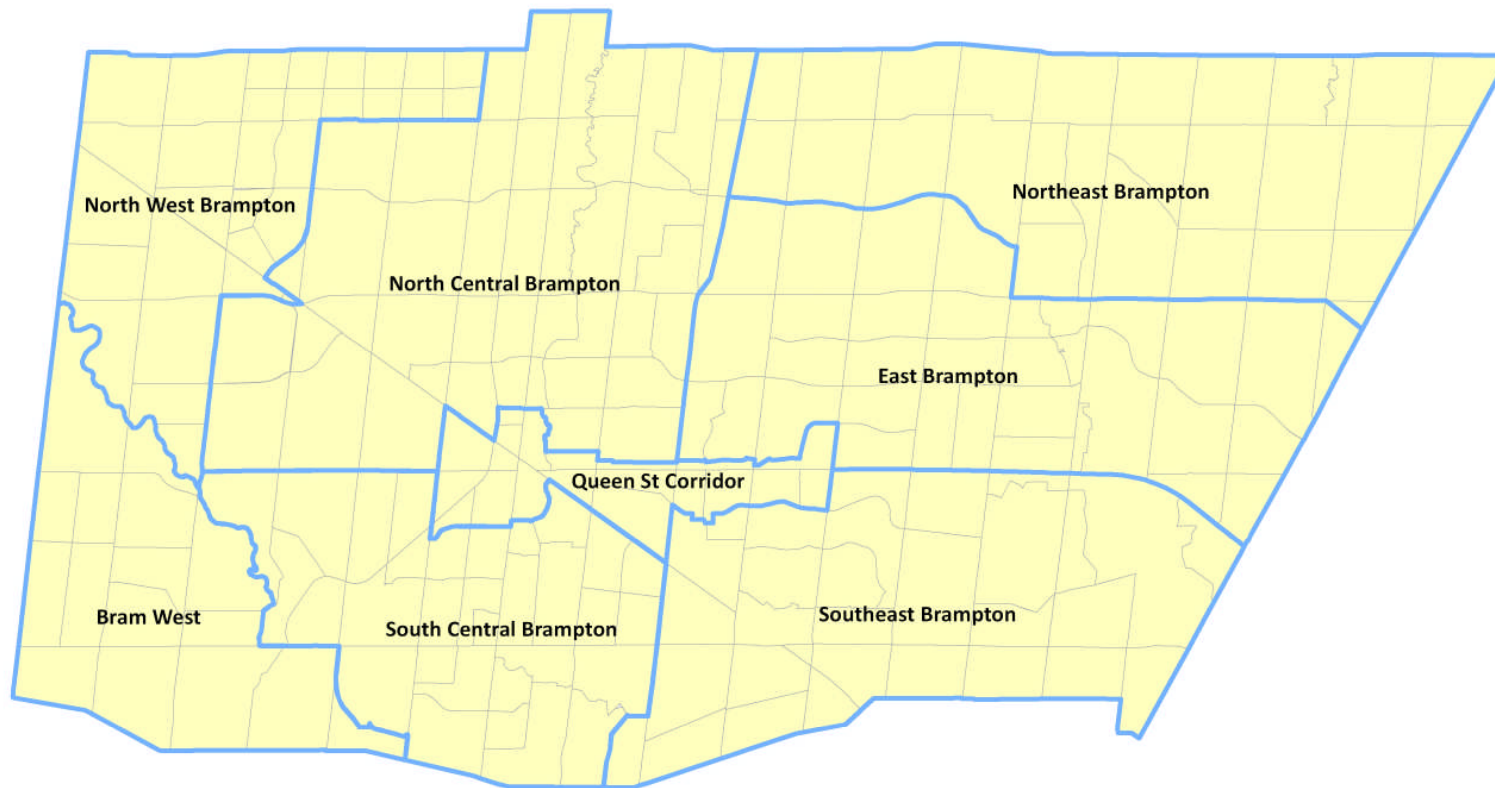 North West Brampton
Northeast Brampton
North Central Brampton
East Brampton
Queen St Corridor
Bram West
South Central Brampton
Southeast Brampton